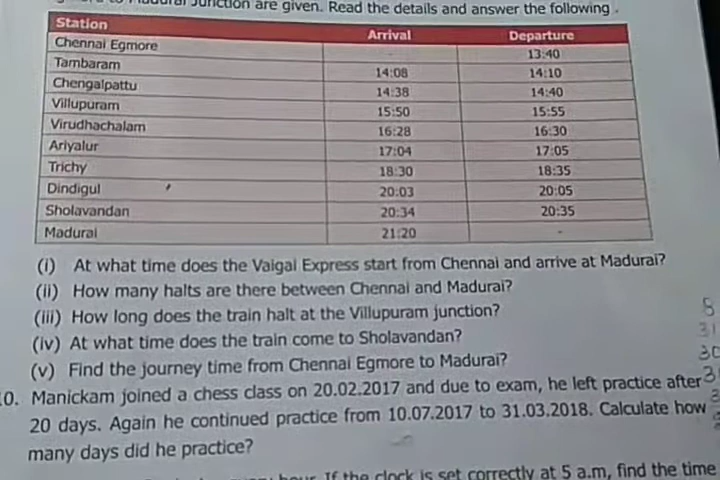 Junction are given. Read the details and answer the following .
Station Arrival Departure
Chennai Egmore 13:40
Tambaram 14:08 14:10
Chengalpattu 14:38 14:40
Villupuram 15:50 15:55
Virudhachalam 16:28 16:30
Ariyalur 17:04 17:05
Trichy 18:30 18:35
Dindigul 20:03 20:05
Sholavandan 20:34 20:35
Madurai 21:20 -
(i) At what time does the Vaigai Express start from Chennai and arrive at Madurai?
(ii) How many halts are there between Chennai and Madurai?
(iii) How long does the train halt at the Villupuram junction?
(iv) At what time does the train come to Sholavandan?
(v) Find the journey time from Chennai Egmore to Madurai?
0. Manickam joined a chess class on 20.02.2017 and due to exam, he left practice after
20 days. Again he continued practice from 10.07.2017 to 31.03.2018. Calculate how
many days did he practice?
hour. If the clock is set correctly at 5 a.m, find the time